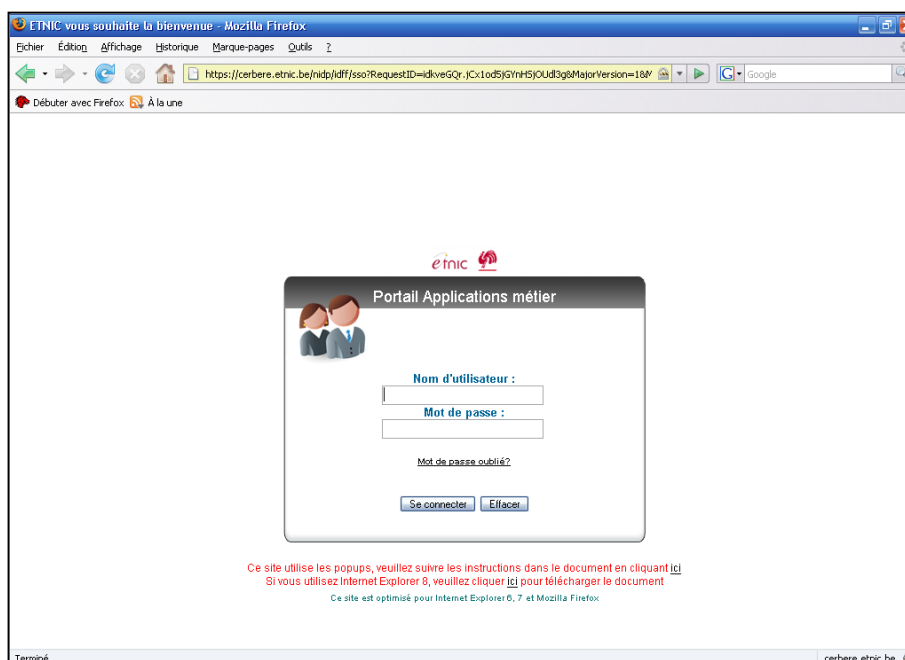 ETNIC vous souhaite la bienvenue - Mozilla Firefox
Fichier Édition Affichage Historique Marque-pages Outils ?
https://cerbere.etnic.be/nidp/idff/sso?RequestID=idkveGQr.jCx1od5jGYnHSjOUdl3g&MajorVersion=1&M
G Google
Débuter avec Firefox À la une
etnic
Portail Applications métier
Nom d'utilisateur :
Mot de passe :
Mot de passe oublié?
Se connecter Effacer
Ce site utilise les popups, veuillez suivre les instructions dans le document en cliquant ici
Si vous utilisez Internet Explorer 8, veuillez cliquer ici pour télécharger le document
Ce site est optimisé pour Internet Explorer 6, 7 et Mozilla Firefox
Terminé cerbere.etnic.be